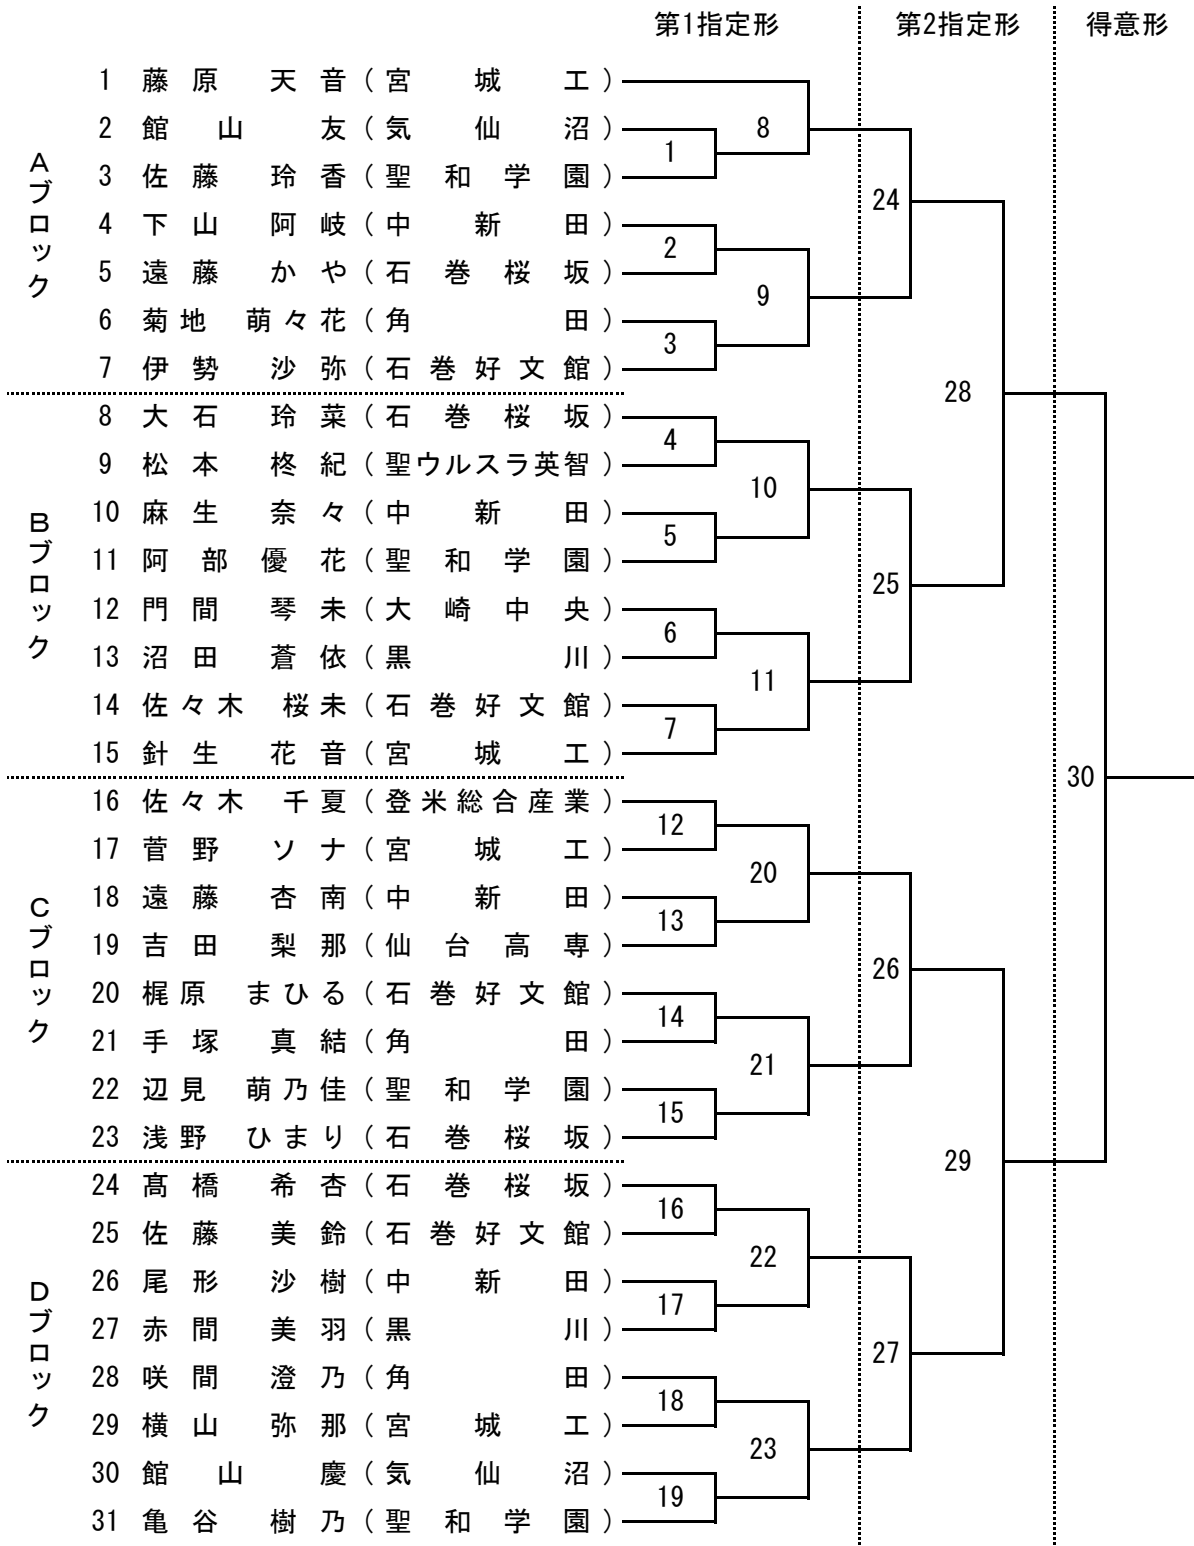 第1指定形 第2指定形 得意形
Aブロック
1 藤原 天音(宮城工)
2 館山 友(気仙沼)
3 佐藤 玲香(聖和学園)
4 下山 阿岐(中新田)
5 遠藤 かや(石巻桜坂)
6 菊地 萌々花(角田)
7 伊勢 沙弥(石巻好文館)
Bブロック
8 大石 玲菜(石巻桜坂)
9 松本 柊紀(聖ウルスラ英智)
10 麻生 奈々(中新田)
11 阿部 優花(聖和学園)
12 門間 琴未(大崎中央)
13 沼田 蒼依(黒川)
14 佐々木 桜未(石巻好文館)
15 針生 花音(宮城工)
Cブロック
16 佐々木 千夏(登米総合産業)
17 菅野 ソナ(宮城工)
18 遠藤 杏南(中新田)
19 吉田 梨那(仙台高専)
20 梶原 まひる(石巻好文館)
21 手塚 真結(角田)
22 辺見 萌乃佳(聖和学園)
23 浅野 ひまり(石巻桜坂)
Dブロック
24 髙橋 希杏(石巻桜坂)
25 佐藤 美鈴(石巻好文館)
26 尾形 沙樹(中新田)
27 赤間 美羽(黒川)
28 咲間 澄乃(角田)
29 横山 弥那(宮城工)
30 館山 慶(気仙沼)
31 亀谷 樹乃(聖和学園)
1
2
3
4
5
6
7
12
13
14
15
16
17
18
19
8
9
10
11
20
21
22
23
24
25
26
27
28
29
30